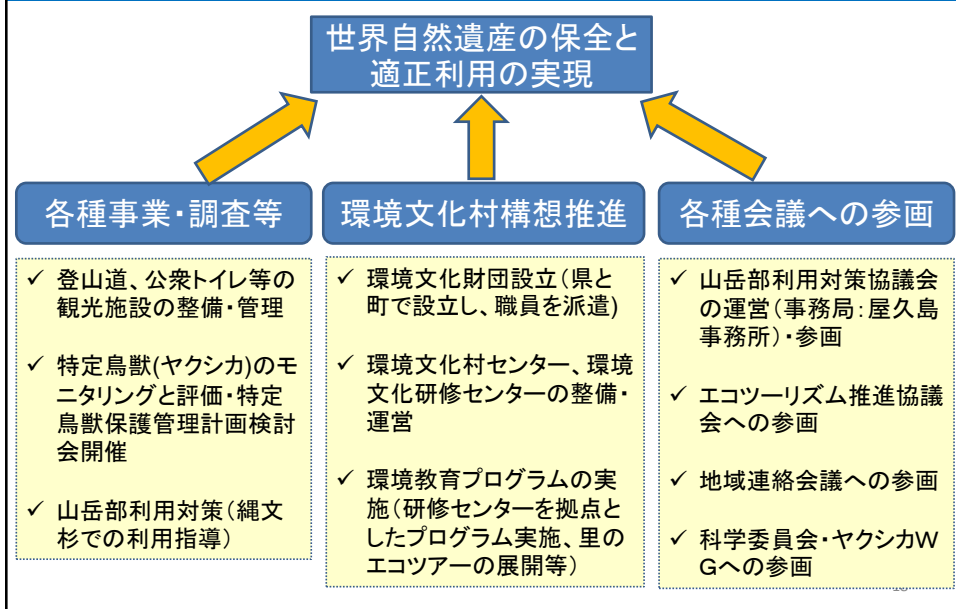 世界自然遺産の保全と
適正利用の実現
各種事業・調査等
✓ 登山道、公衆トイレ等の
観光施設の整備・管理
✓ 特定鳥獣(ヤクシカ)のモ
ニタリングと評価・特定
鳥獣保護管理計画検討
会開催
✓ 山岳部利用対策(縄文
杉での利用指導)
環境文化村構想推進
✓ 環境文化財団設立(県と
町で設立し、職員を派遣)
✓ 環境文化村センター、環境
文化研修センターの整備・
運営
✓ 環境教育プログラムの実
施(研修センターを拠点と
したプログラム実施、里の
エコツアーの展開等)
各種会議への参画
✓ 山岳部利用対策協議会
の運営(事務局:屋久島
事務所)・参画
✓ エコツーリズム推進協議
会への参画
✓ 地域連絡会議への参画
✓ 科学委員会・ヤクシカW
Gへの参画